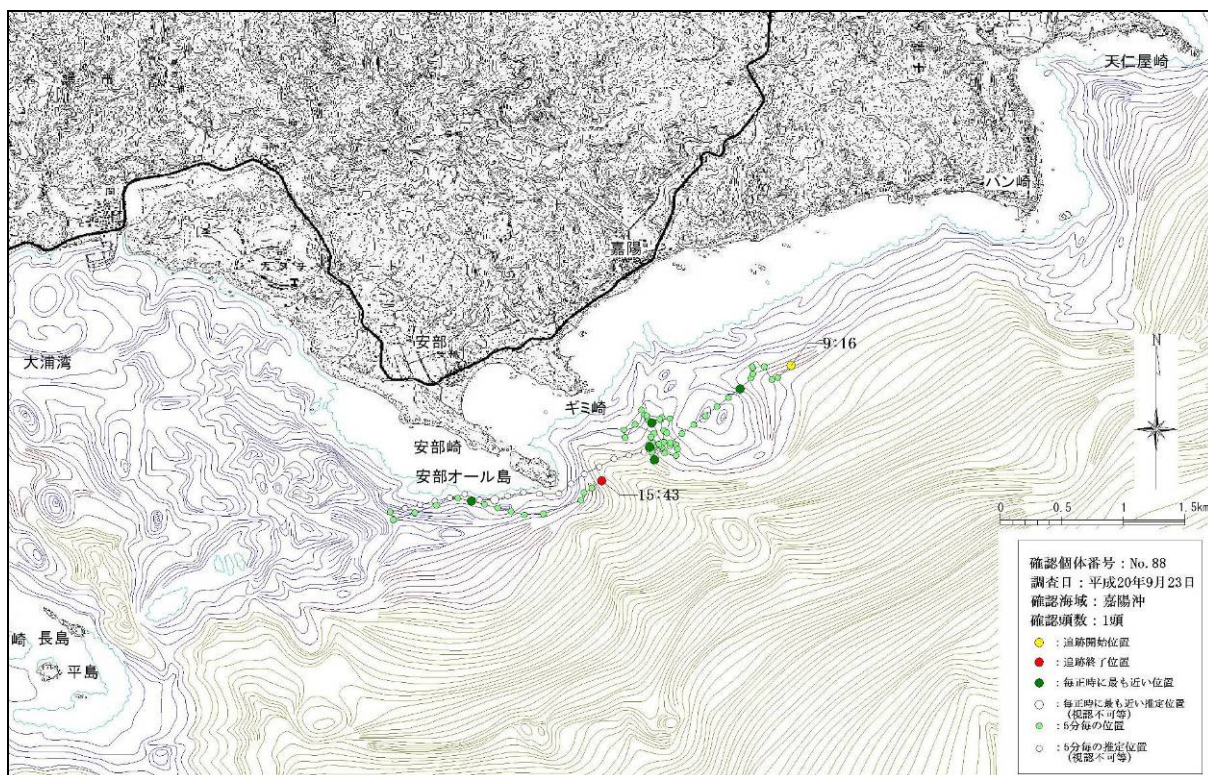 天仁屋崎
バン崎
嘉陽
9:16
N
安部
大浦湾
ギミ崎
安部崎
安部オール島
15:43
0 0.5 1 1.5km
確認個体番号：No. 88
調査日：平成20年9月23日
確認海域：嘉陽沖
確認頭数：1頭
：追跡開始位置
：追跡終了位置
：毎正時に最も近い位置
：毎正時に最も近い推定位置
(視認不可等)
：5分毎の位置
：5分毎の推定位置
(視認不可等)
崎
長島
平島